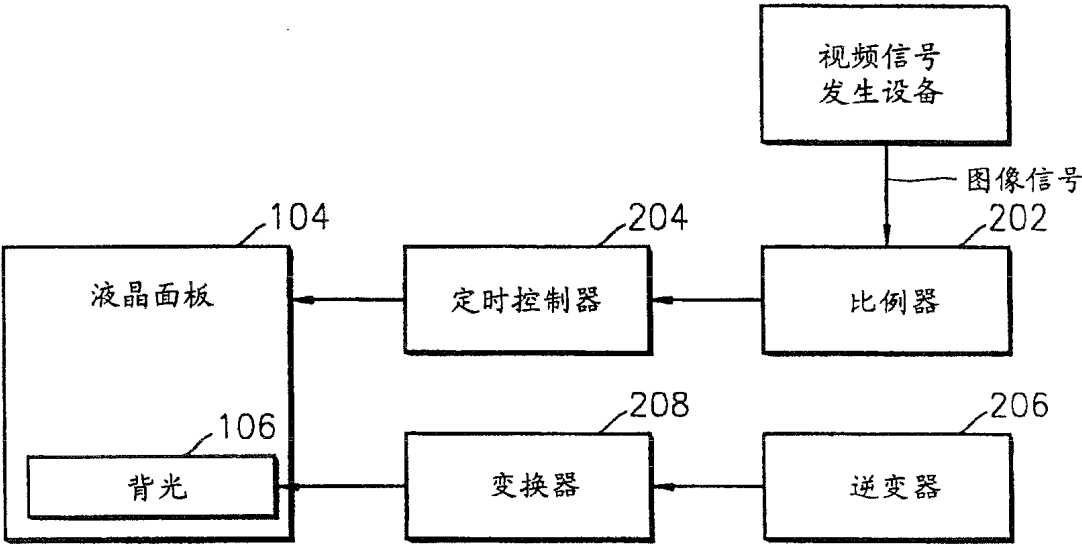 视频信号
发生设备
图像信号
104
204
202
液晶面板
定时控制器
比例器
106
208
206
背光
变换器
逆变器